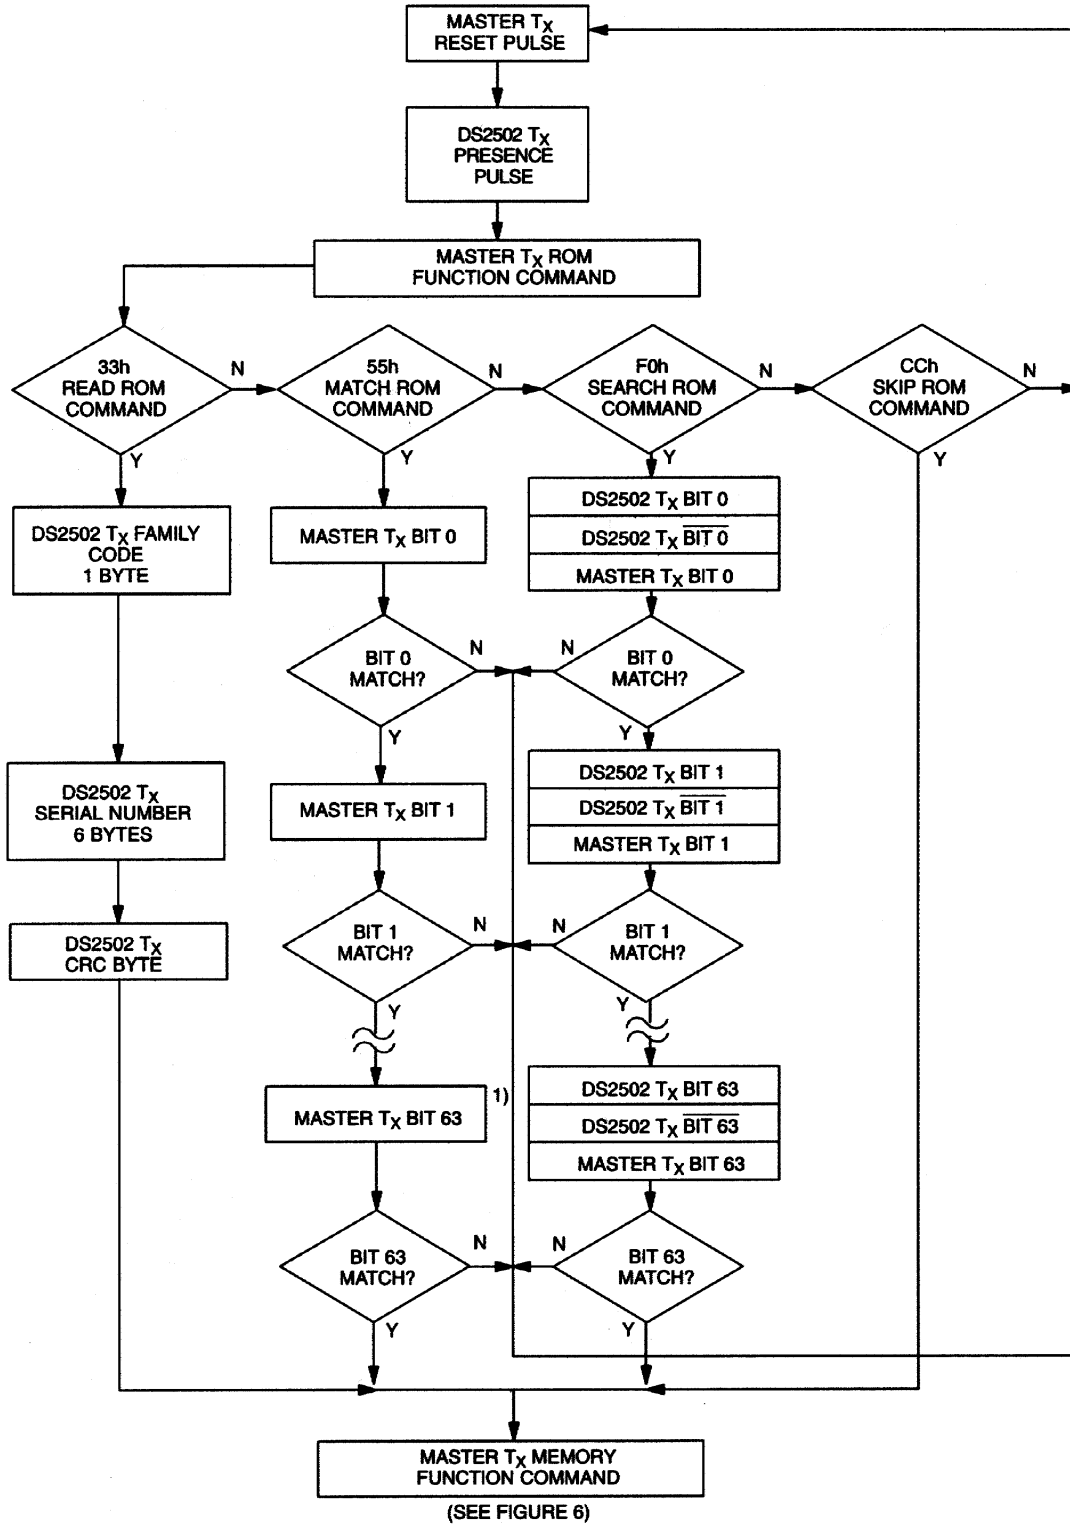 MASTER TX
RESET PULSE
DS2502 TX
PRESENCE
PULSE
MASTER TX ROM
FUNCTION COMMAND
33h
READ ROM
COMMAND
N
Y
55h
MATCH ROM
COMMAND
N
Y
F0h
SEARCH ROM
COMMAND
N
Y
CCh
SKIP ROM
COMMAND
N
Y
DS2502 TX FAMILY
CODE
1 BYTE
DS2502 TX
SERIAL NUMBER
6 BYTES
DS2502 TX
CRC BYTE
MASTER TX BIT 0
BIT 0
MATCH?
N
Y
MASTER TX BIT 1
BIT 1
MATCH?
N
Y
MASTER TX BIT 63
1)
BIT 63
MATCH?
N
Y
DS2502 TX BIT 0
DS2502 TX BIT 0
MASTER TX BIT 0
BIT 0
MATCH?
N
Y
DS2502 TX BIT 1
DS2502 TX BIT 1
MASTER TX BIT 1
BIT 1
MATCH?
N
Y
DS2502 TX BIT 63
DS2502 TX BIT 63
MASTER TX BIT 63
BIT 63
MATCH?
N
Y
MASTER TX MEMORY
FUNCTION COMMAND
(SEE FIGURE 6)